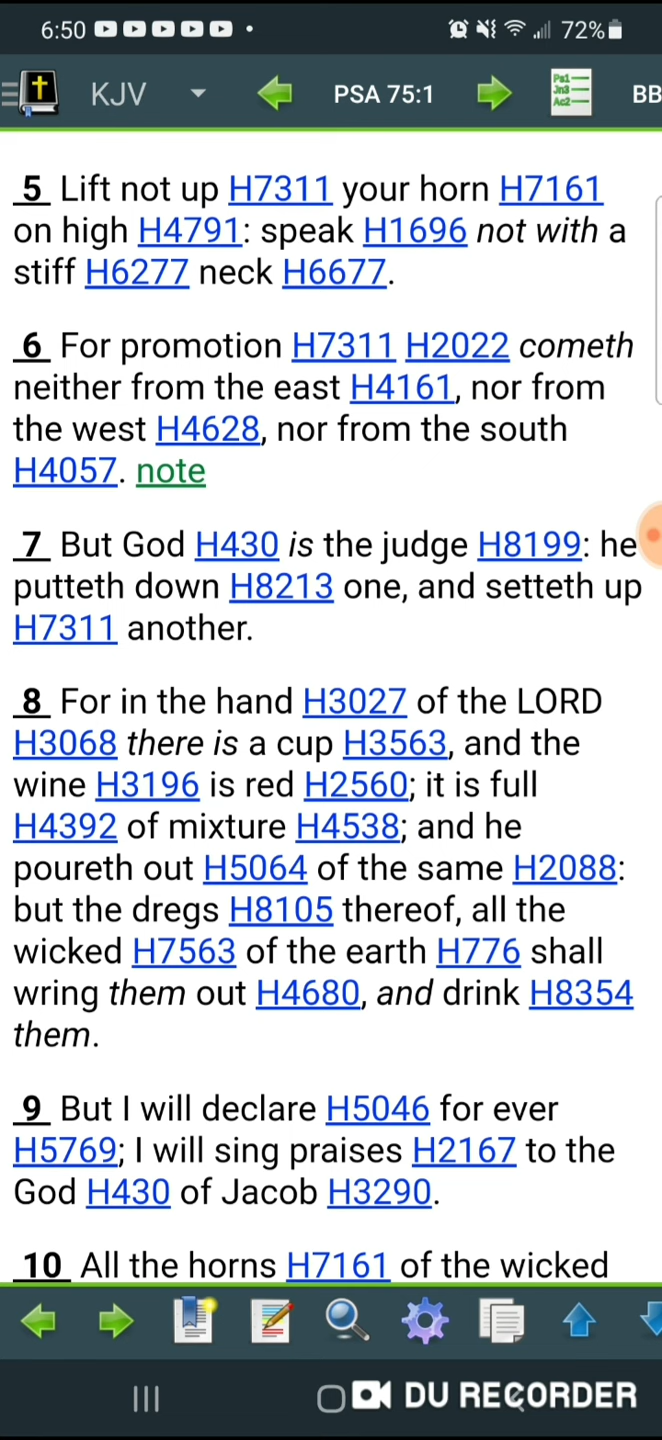 6:50 72%
KJV PSA 75:1 Ps1 Jn3 Ac2 BB
5 Lift not up H7311 your horn H7161
on high H4791: speak H1696 not with a
stiff H6277 neck H6677.
6 For promotion H7311 H2022 cometh
neither from the east H4161, nor from
the west H4628, nor from the south
H4057. note
7 But God H430 is the judge H8199: he
putteth down H8213 one, and setteth up
H7311 another.
8 For in the hand H3027 of the LORD
H3068 there is a cup H3563, and the
wine H3196 is red H2560; it is full
H4392 of mixture H4538; and he
poureth out H5064 of the same H2088:
but the dregs H8105 thereof, all the
wicked H7563 of the earth H776 shall
wring them out H4680, and drink H8354
them.
9 But I will declare H5046 for ever
H5769; I will sing praises H2167 to the
God H430 of Jacob H3290.
10 All the horns H7161 of the wicked
DU RECORDER